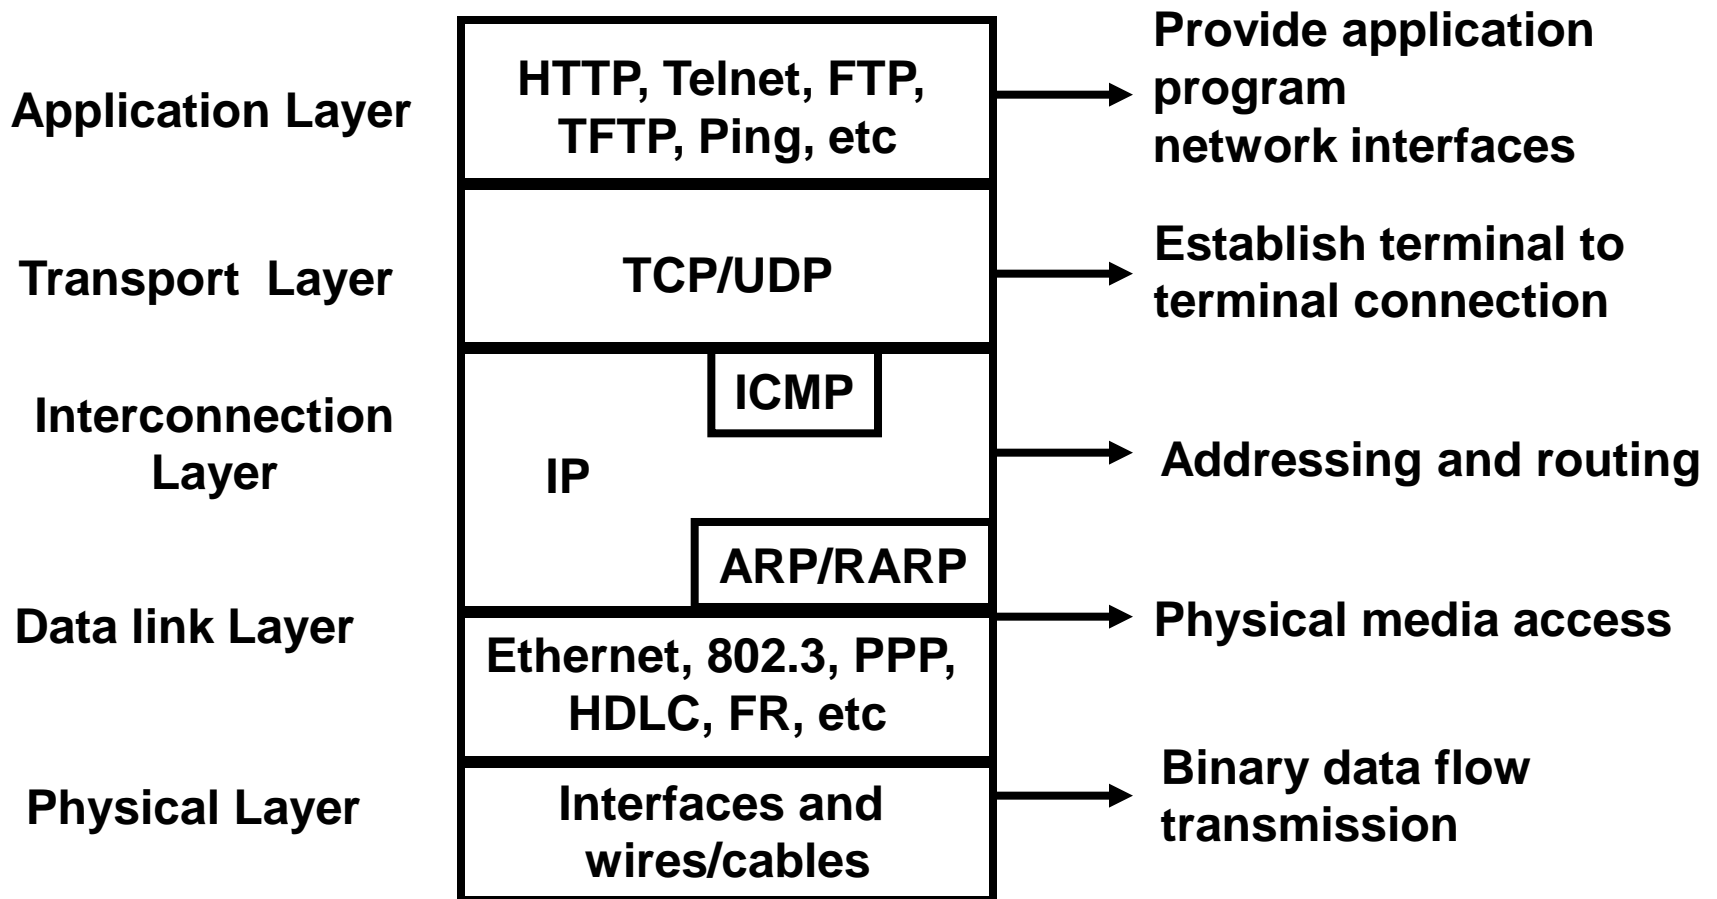 Application Layer
HTTP, Telnet, FTP,
TFTP, Ping, etc
Provide application
program
network interfaces
Transport  Layer
TCP/UDP
Establish terminal to
terminal connection
Interconnection
Layer
ICMP
IP
ARP/RARP
Addressing and routing
Data link Layer
Ethernet, 802.3, PPP,
HDLC, FR, etc
Physical media access
Physical Layer
Interfaces and
wires/cables
Binary data flow
transmission